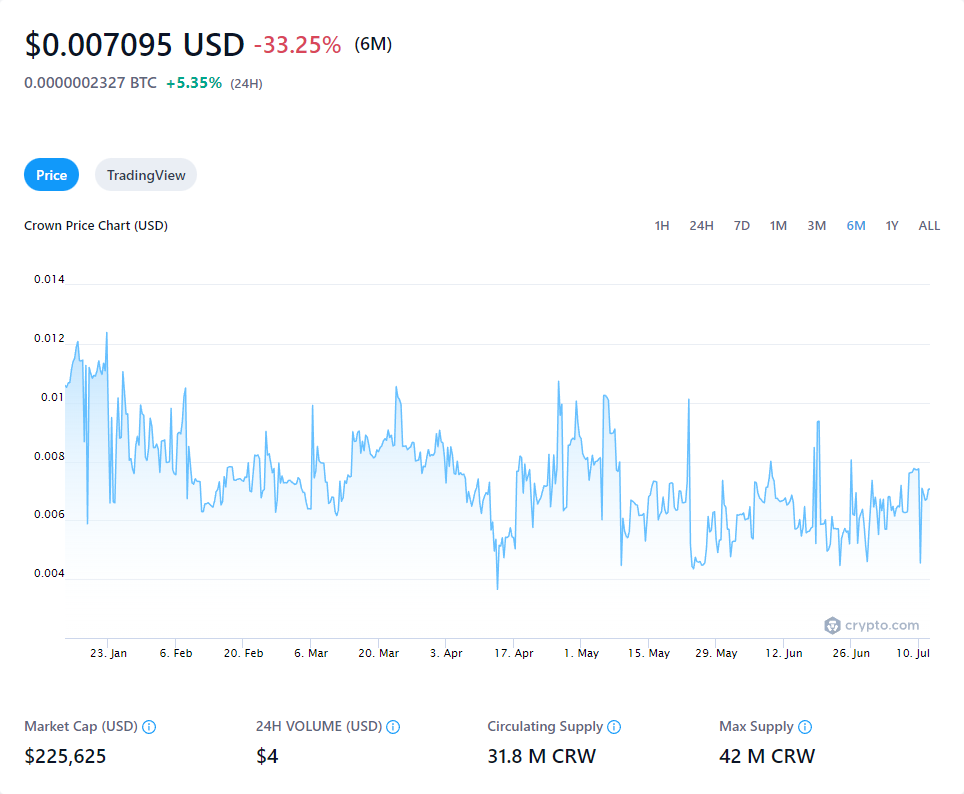 $0.007095 USD -33.25% (6M)
0.0000002327 BTC +5.35% (24H)
Price TradingView
Crown Price Chart (USD) 1H 24H 7D 1M 3M 6M 1Y ALL
0.014
0.012
0.01
0.008
0.006
0.004
crypto.com
23. Jan 6. Feb 20. Feb 6. Mar 20. Mar 3. Apr 17. Apr 1. May 15. May 29. May 12. Jun 26. Jun 10. Jul
Market Cap (USD) 24H VOLUME (USD) Circulating Supply Max Supply
$225,625 $4 31.8 M CRW 42 M CRW